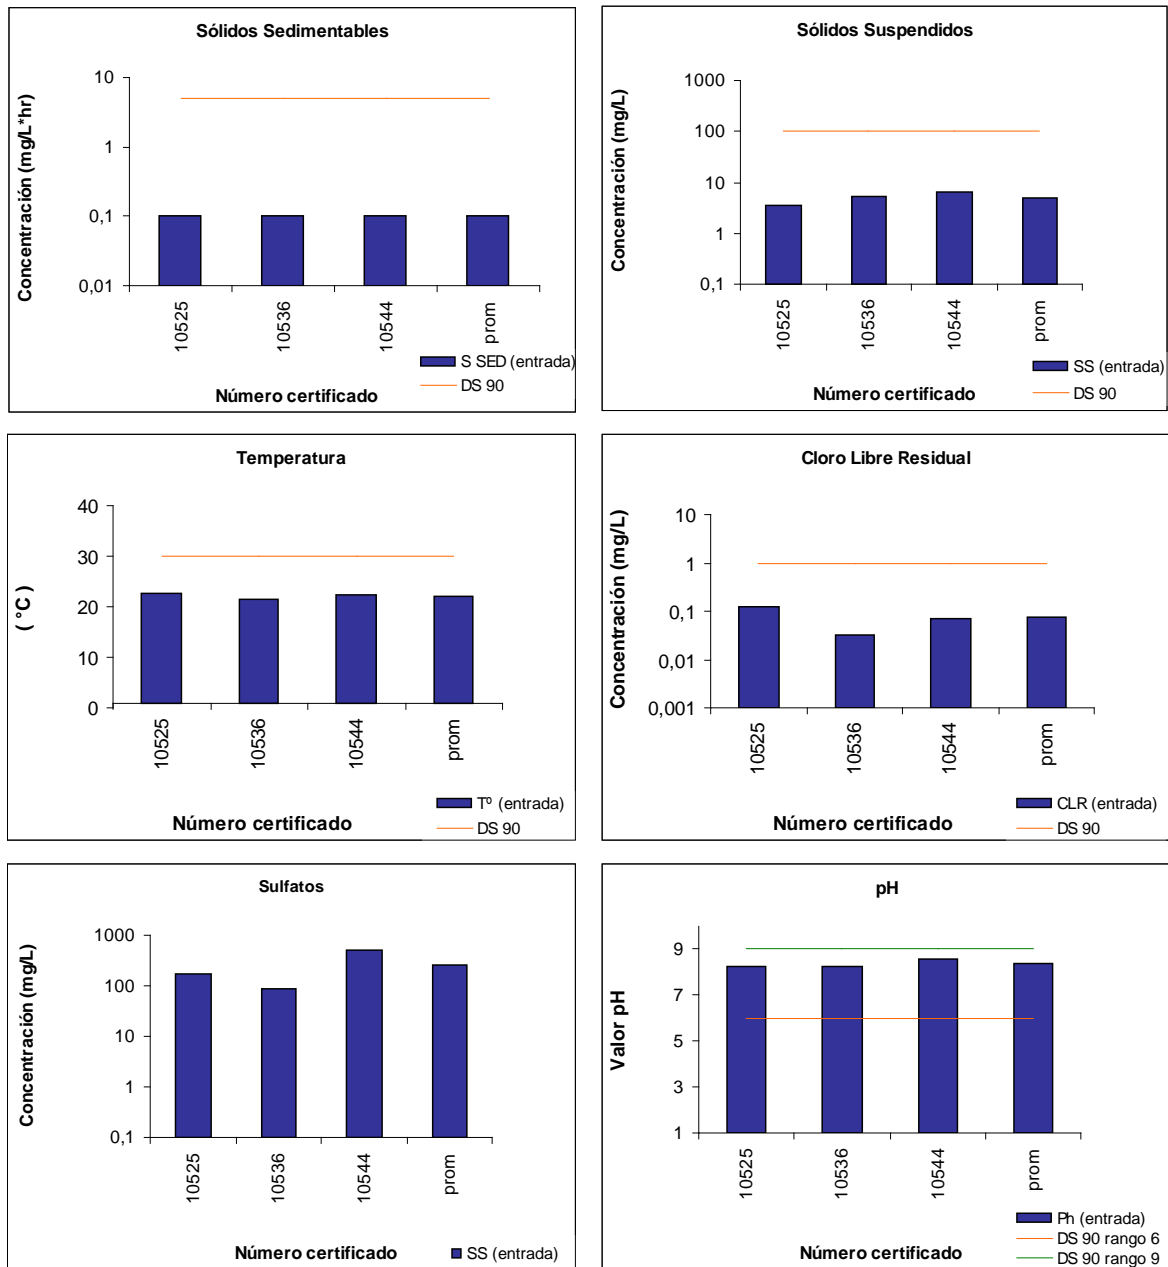 Sólidos Sedimentables
Concentración (mg/L*hr)
10
1
0,1
0,01
10525
10536
10544
prom
S SED (entrada)
DS 90
Número certificado
Sólidos Suspendidos
Concentración (mg/L)
1000
100
10
1
0,1
10525
10536
10544
prom
SS (entrada)
DS 90
Número certificado
Temperatura
( °C )
40
30
20
10
0
10525
10536
10544
prom
Tº (entrada)
DS 90
Número certificado
Cloro Libre Residual
Concentración (mg/L)
10
1
0,1
0,01
0,001
10525
10536
10544
prom
CLR (entrada)
DS 90
Número certificado
Sulfatos
Concentración (mg/L)
1000
100
10
1
0,1
10525
10536
10544
prom
Número certificado
SS (entrada)
pH
Valor pH
9
7
5
3
1
10525
10536
10544
prom
Ph (entrada)
DS 90 rango 6
DS 90 rango 9
Número certificado